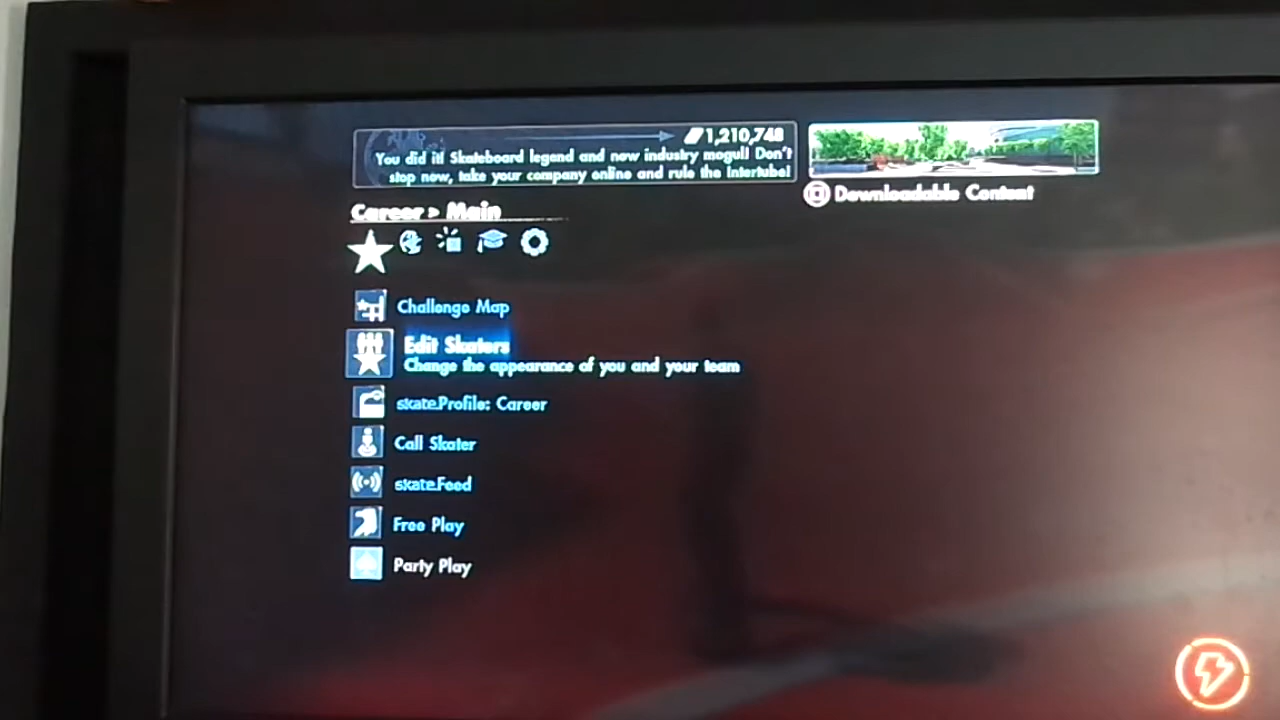 1,210,748
You did it! Skateboard legend and now industry mogul! Don't
stop now, take your company online and rule the Intertube!
Downloadable Content
Career > Main
Challenge Map
Edit Skaters
Change the appearance of you and your team
skate.Profile: Career
Call Skater
skate.Feed
Free Play
Party Play